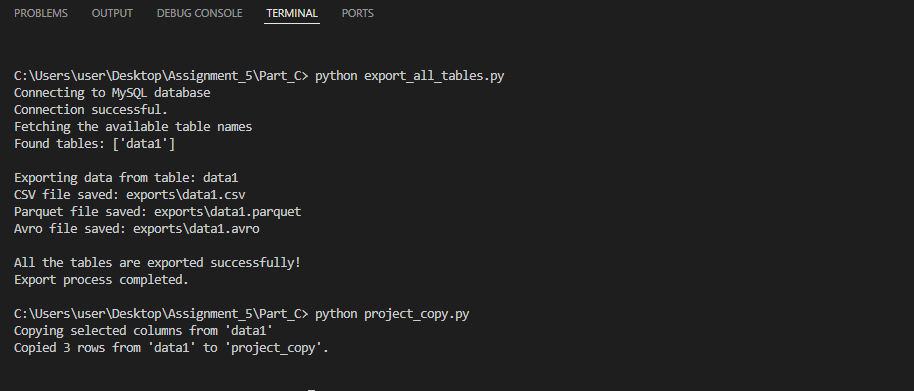 PROBLEMS OUTPUT DEBUG CONSOLE TERMINAL PORTS
C:\Users\user\Desktop\Assignment_5\Part_C> python export_all_tables.py
Connecting to MySQL database
Connection successful.
Fetching the available table names
Found tables: ['data1']
Exporting data from table: data1
CSV file saved: exports\data1.csv
Parquet file saved: exports\data1.parquet
Avro file saved: exports\data1.avro
All the tables are exported successfully!
Export process completed.
C:\Users\user\Desktop\Assignment_5\Part_C> python project_copy.py
Copying selected columns from 'data1'
Copied 3 rows from 'data1' to 'project_copy'.